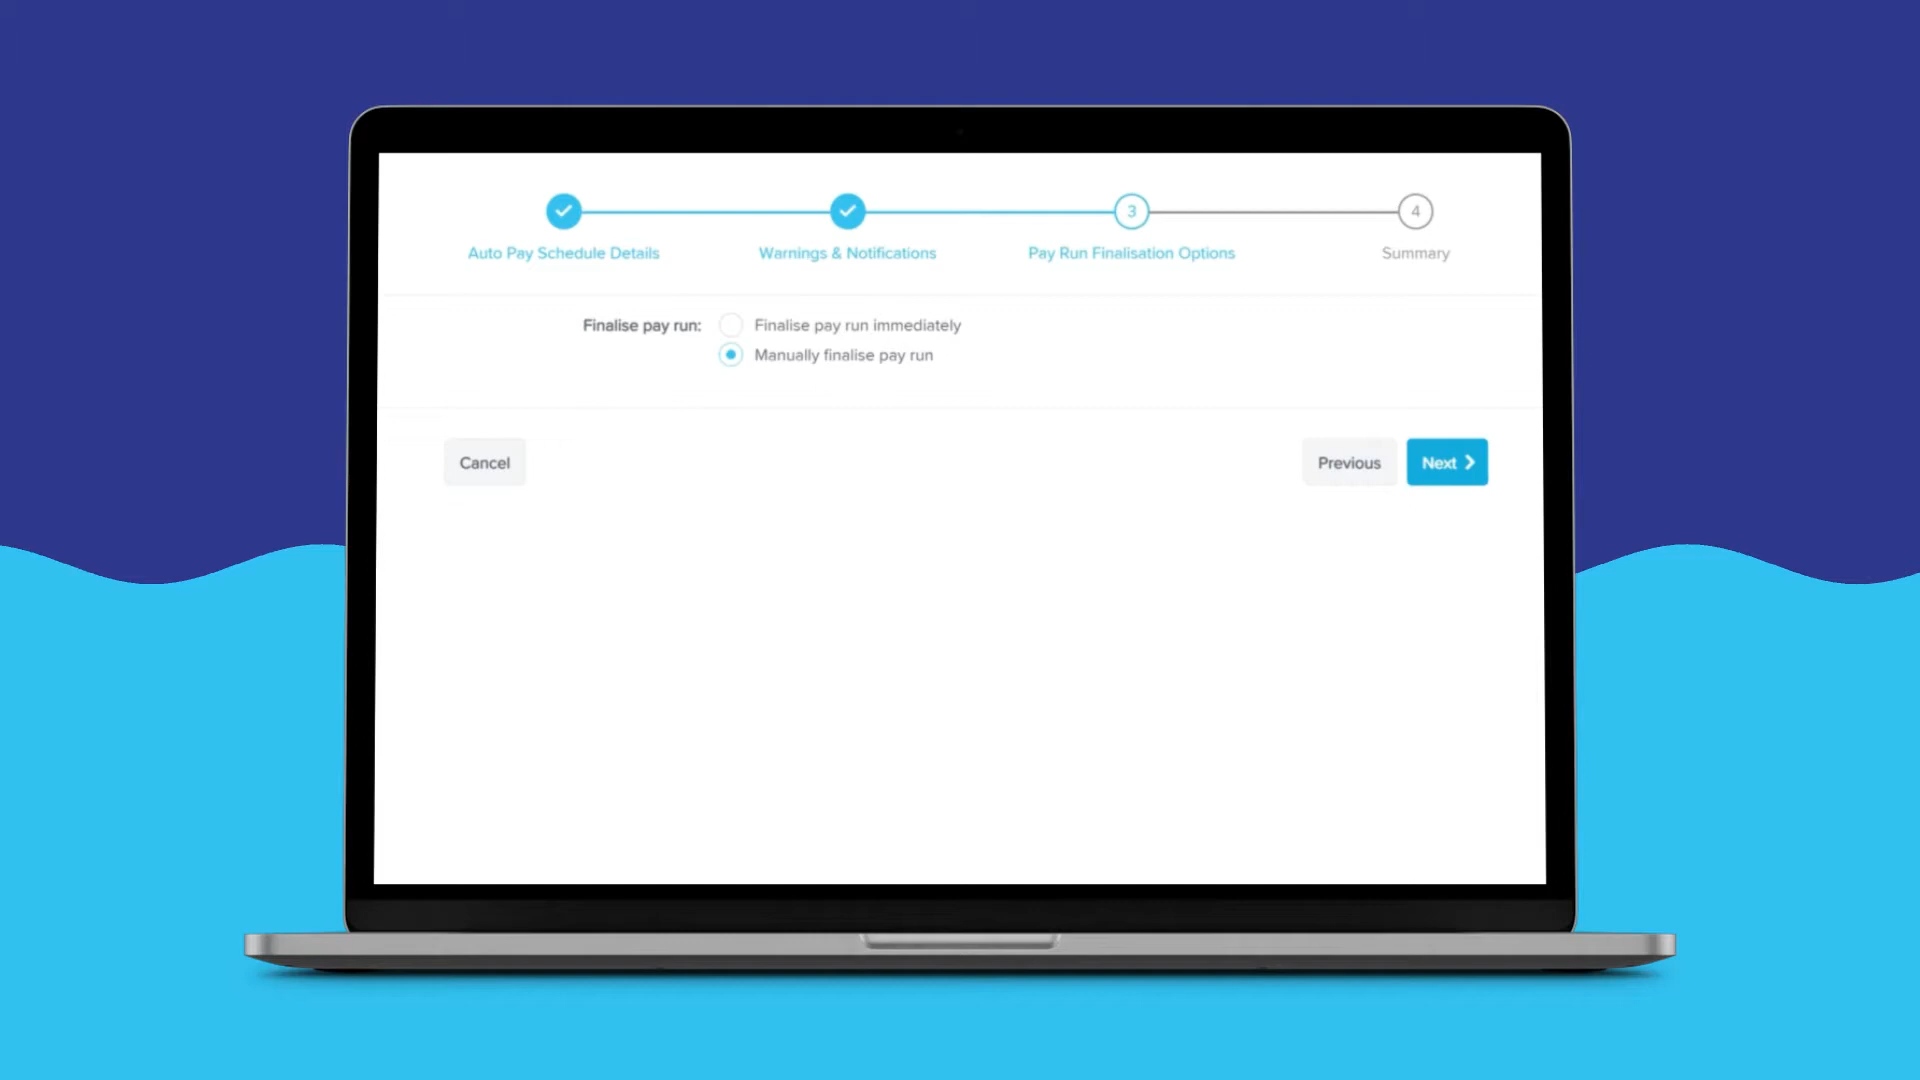 3
4
Auto Pay Schedule Details
Warnings & Notifications
Pay Run Finalisation Options
Summary
Finalise pay run:
Finalise pay run immediately
Manually finalise pay run
Cancel
Previous
Next